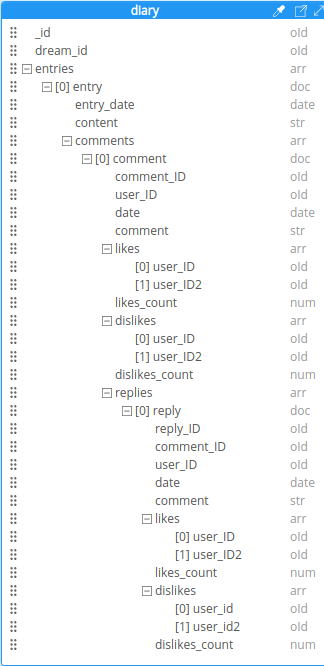 diary
_id oId
dream_id oId
entries arr
[0] entry doc
entry_date date
content str
comments arr
[0] comment doc
comment_ID oId
user_ID oId
date date
comment str
likes arr
[0] user_ID oId
[1] user_ID2 oId
likes_count num
dislikes arr
[0] user_ID oId
[1] user_ID2 oId
dislikes_count num
replies arr
[0] reply doc
reply_ID oId
comment_ID oId
user_ID oId
date date
comment str
likes arr
[0] user_ID oId
[1] user_ID2 oId
likes_count num
dislikes arr
[0] user_id oId
[1] user_id2 oId
dislikes_count num